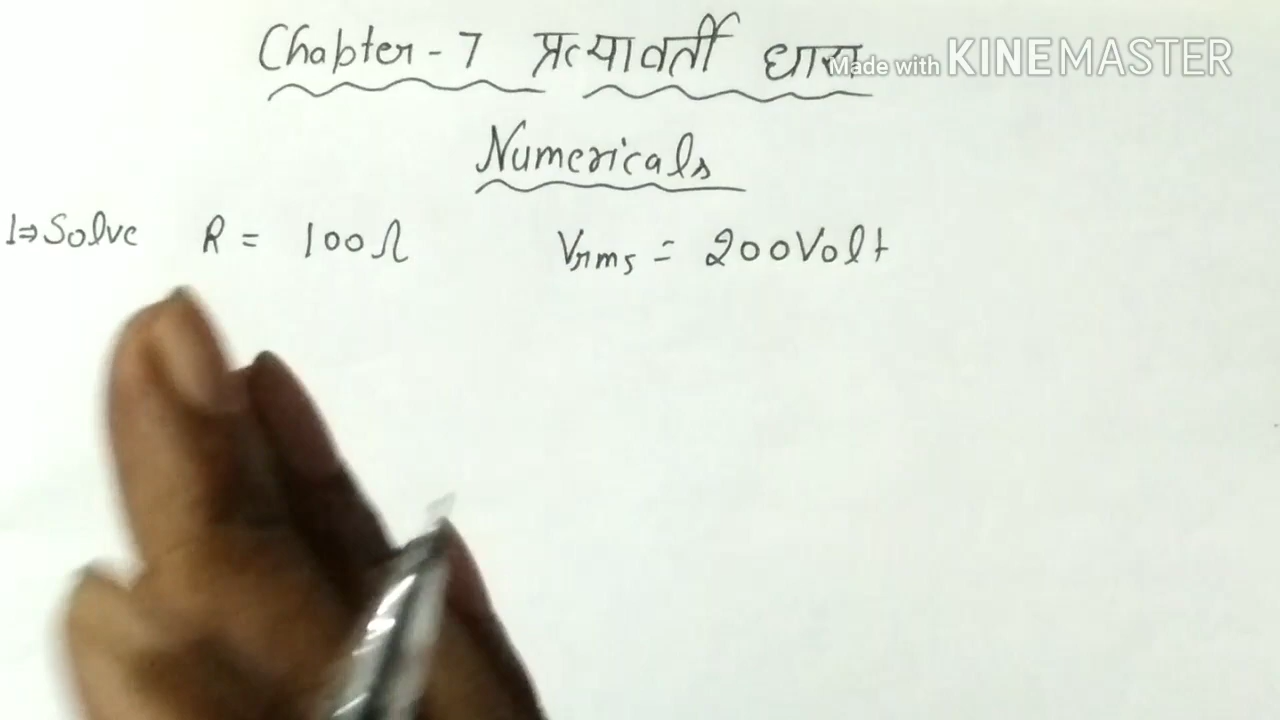 Chapter-7 प्रत्यावर्ती धारा
Made with KINEMASTER
Numericals
1⇒Solve R = 100Ω Vrms = 200Volt